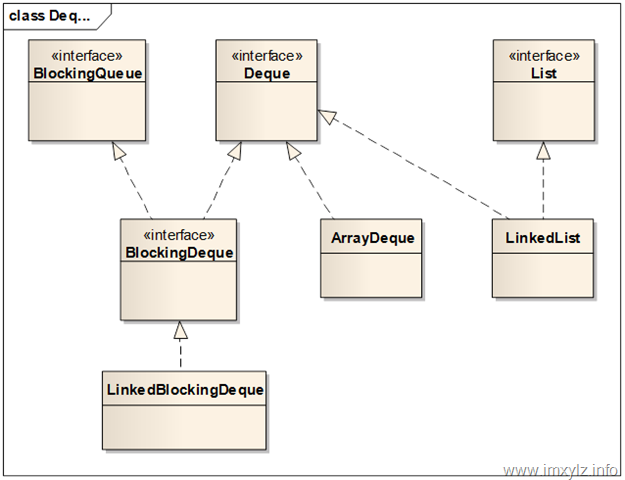 class Deq...
«interface»
BlockingQueue
«interface»
Deque
«interface»
List
«interface»
BlockingDeque
ArrayDeque
LinkedList
LinkedBlockingDeque
www.imxylz.info